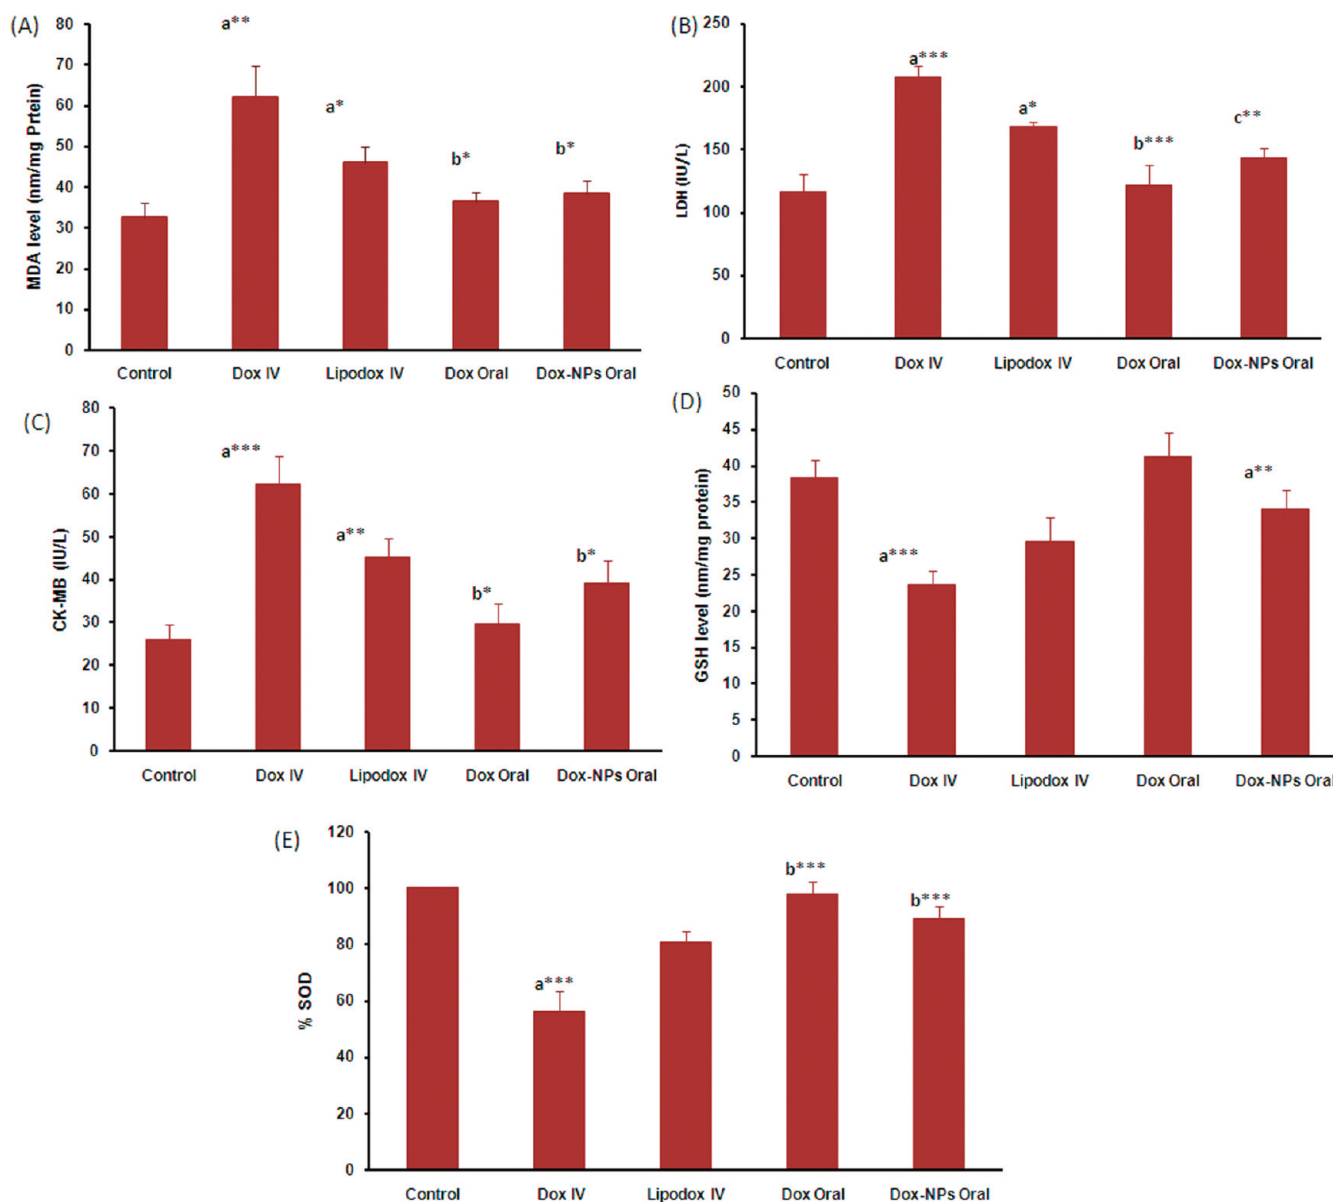 (A)
MDA level (nm/mg Prtein)
80
70
60
50
40
30
20
10
0
a**
a*
b*
b*
Control Dox IV Lipodox IV Dox Oral Dox-NPs Oral
(B)
LDH (IU/L)
250
200
150
100
50
0
a***
a*
b***
c**
Control Dox IV Lipodox IV Dox Oral Dox-NPs Oral
(C)
CK-MB (IU/L)
80
70
60
50
40
30
20
10
0
a***
a**
b*
b*
Control Dox IV Lipodox IV Dox Oral Dox-NPs Oral
(D)
GSH level (nm/mg protein)
50
45
40
35
30
25
20
15
10
5
0
a***
a**
Control Dox IV Lipodox IV Dox Oral Dox-NPs Oral
(E)
% SOD
120
100
80
60
40
20
0
a***
b***
b***
Control Dox IV Lipodox IV Dox Oral Dox-NPs Oral